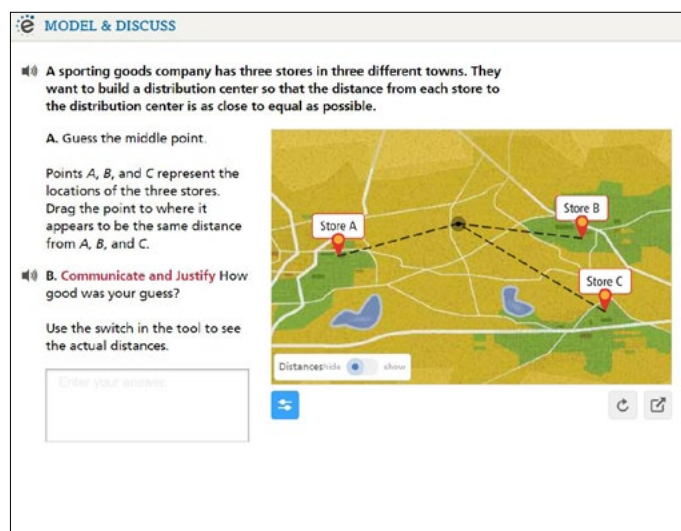 MODEL & DISCUSS
A sporting goods company has three stores in three different towns. They
want to build a distribution center so that the distance from each store to
the distribution center is as close to equal as possible.
A. Guess the middle point.
Points A, B, and C represent the
locations of the three stores.
Drag the point to where it
appears to be the same distance
from A, B, and C.
B. Communicate and Justify How
good was your guess?
Use the switch in the tool to see
the actual distances.
Enter your answer.
Store A
Store B
Store C
Distances hide show